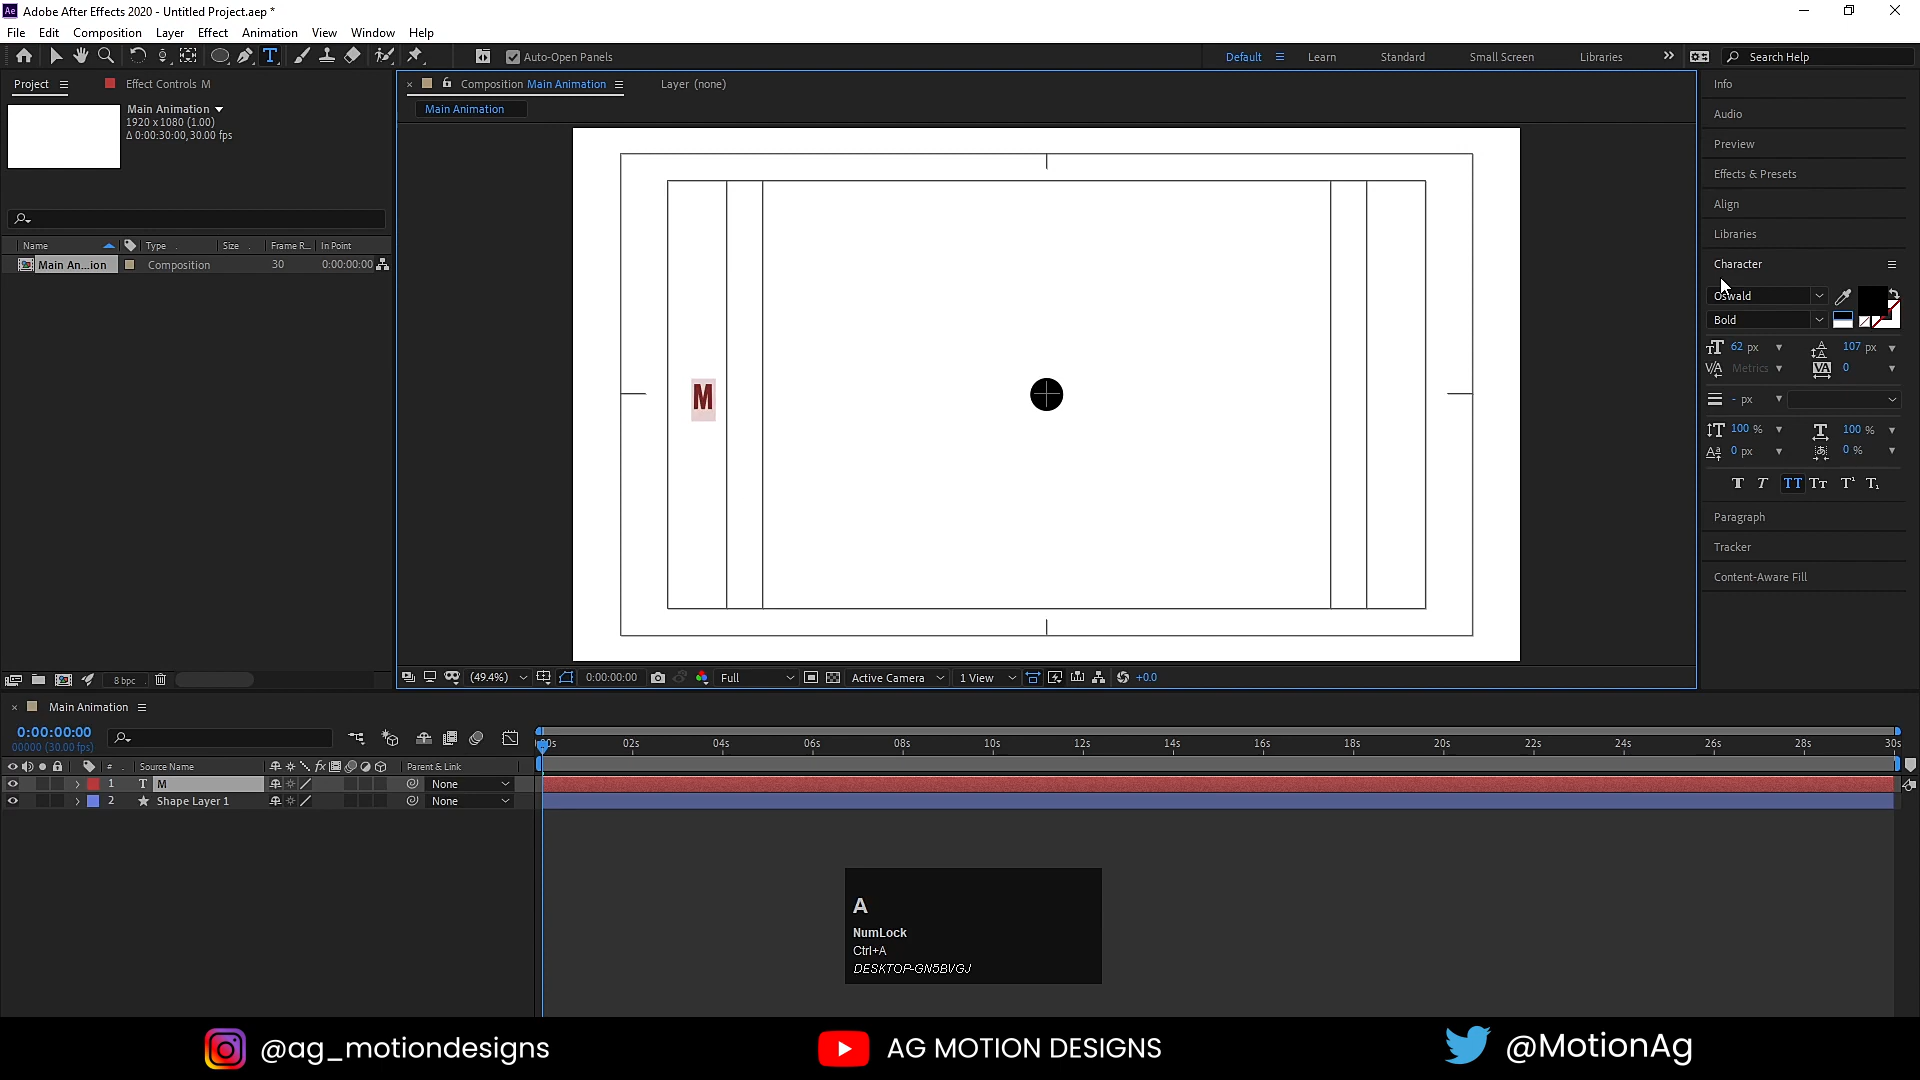 Adobe After Effects 2020 - Untitled Project.aep *
File Edit Composition Layer Effect Animation View Window Help
Auto-Open Panels Default Learn Standard Small Screen Libraries Search Help
Project Effect Controls M Composition Main Animation Layer (none) Info
Main Animation
1920 x 1080 (1.00)
Δ 0:00:30:00, 30.00 fps
Main Animation
Audio
Preview
Effects & Presets
Align
Libraries
Name Type Size Frame R... In Point
Main An...ion Composition 30 0:00:00:00
Character
Oswald
Bold
62 px 107 px
Metrics 0
- px
100 % 100 %
0 px 0 %
T T TT Tт T¹ T₁
Paragraph
Tracker
Content-Aware Fill
M
8 bpc (49.4%) 0:00:00:00 Full Active Camera 1 View +0.0
Main Animation
0:00:00:00
00000 (30.00 fps)
00s 02s 04s 06s 08s 10s 12s 14s 16s 18s 20s 22s 24s 26s 28s 30s
# Source Name fx Parent & Link
1 T M None
2 Shape Layer 1 None
A
NumLock
Ctrl+A
DESKTOP-GN5BVGJ
@ag_motiondesigns AG MOTION DESIGNS @MotionAg